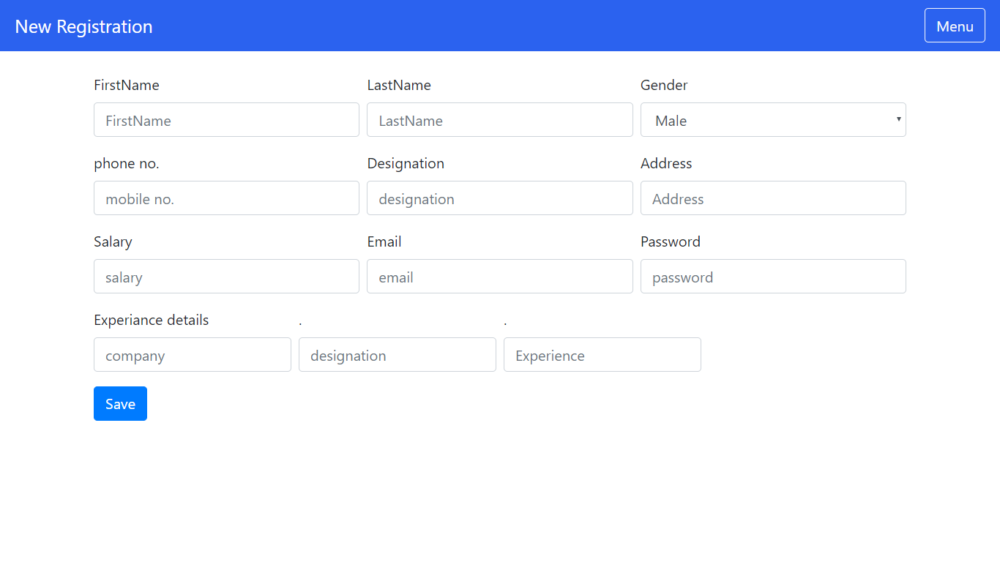 New Registration Menu
FirstName LastName Gender
FirstName LastName Male
phone no. Designation Address
mobile no. designation Address
Salary Email Password
salary email password
Experiance details . .
company designation Experience
Save